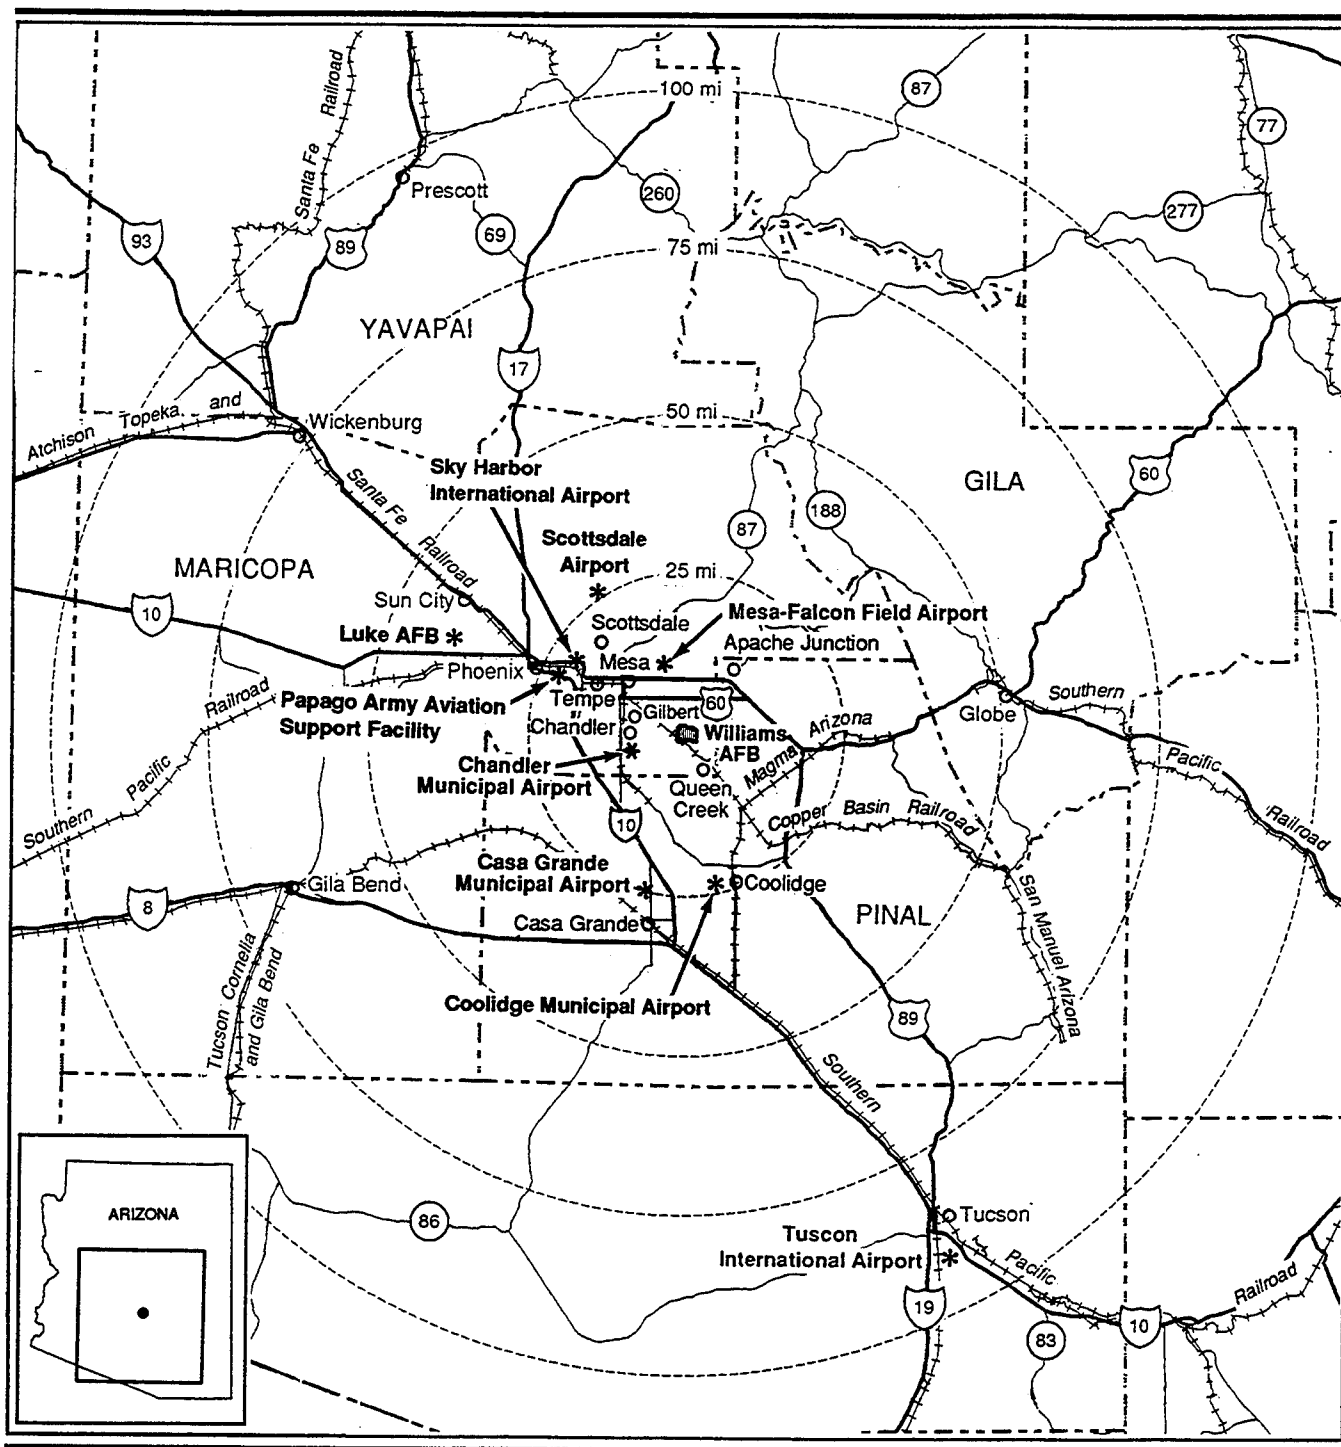 100 mi
87
77
Santa Fe Railroad
Prescott
260
277
93
89
69
75 mi
YAVAPAI
17
50 mi
Atchison Topeka and
Wickenburg
Sky Harbor
International Airport
GILA
60
Santa Fe Railroad
188
87
Scottsdale
Airport
MARICOPA
25 mi
10
Sun City
Mesa-Falcon Field Airport
Luke AFB
Scottsdale
Apache Junction
Phoenix
Mesa
Papago Army Aviation
Support Facility
Tempe
Gilbert
60
Chandler
Williams
AFB
Magma Arizona
Globe
Southern
Pacific
Railroad
Southern Pacific Railroad
Chandler
Municipal Airport
Queen
Creek
10
Copper Basin Railroad
Casa Grande
Municipal Airport
Coolidge
8
Gila Bend
Casa Grande
PINAL
San Manuel Arizona
Tucson Cornelia
and Gila Bend
Coolidge Municipal Airport
89
Southern
ARIZONA
86
Tucson
Tuscon
International Airport
Pacific
Railroad
19
10
83